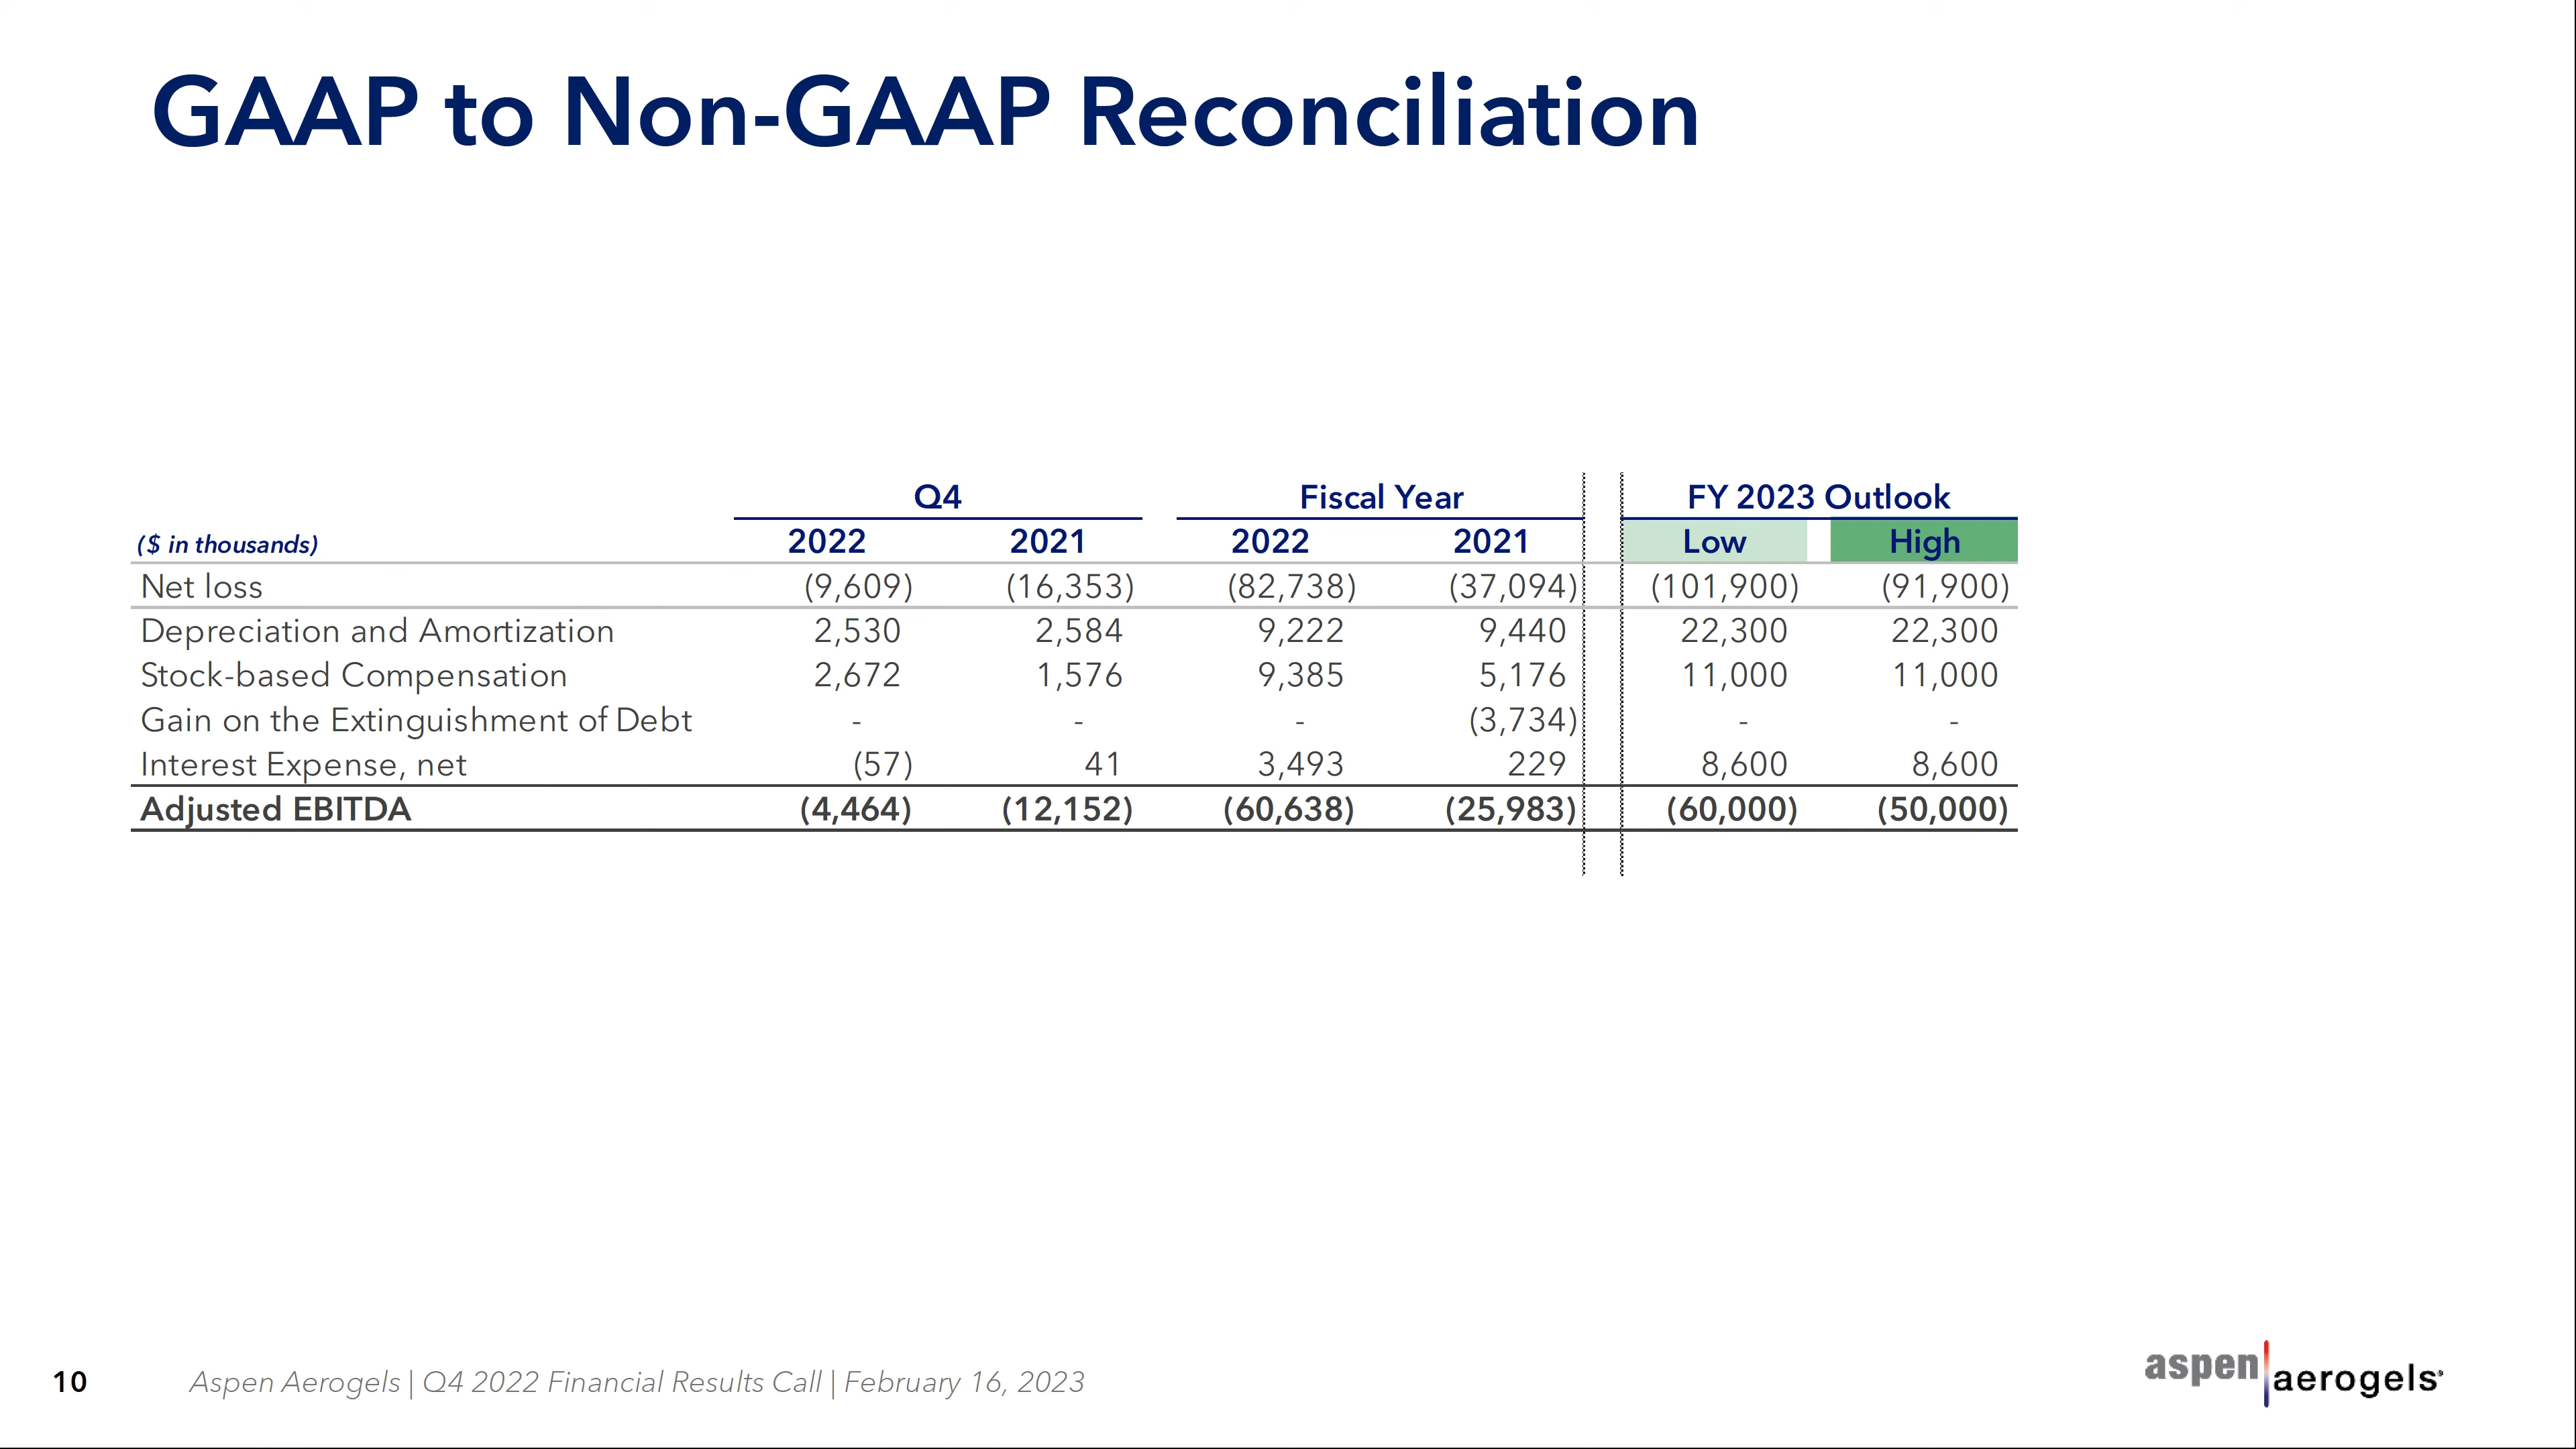 GAAP to Non-GAAP Reconciliation
Q4 Fiscal Year FY 2023 Outlook
($ in thousands) 2022 2021 2022 2021 Low High
Net loss (9,609) (16,353) (82,738) (37,094) (101,900) (91,900)
Depreciation and Amortization 2,530 2,584 9,222 9,440 22,300 22,300
Stock-based Compensation 2,672 1,576 9,385 5,176 11,000 11,000
Gain on the Extinguishment of Debt - - - (3,734) - -
Interest Expense, net (57) 41 3,493 229 8,600 8,600
Adjusted EBITDA (4,464) (12,152) (60,638) (25,983) (60,000) (50,000)
10 Aspen Aerogels | Q4 2022 Financial Results Call | February 16, 2023
aspen aerogels